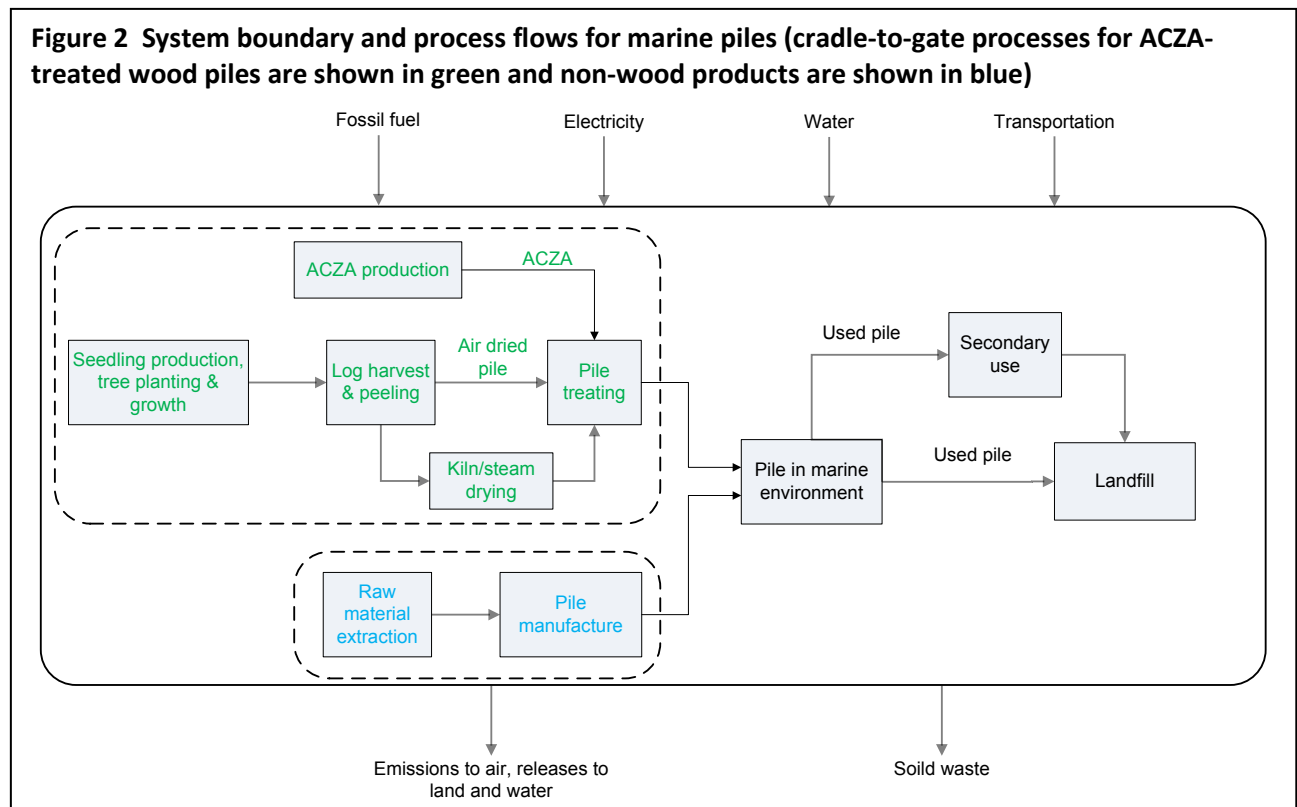 Figure 2  System boundary and process flows for marine piles (cradle-to-gate processes for ACZA-
treated wood piles are shown in green and non-wood products are shown in blue)
Fossil fuel
Electricity
Water
Transportation
ACZA production
ACZA
Seedling production,
tree planting &
growth
Log harvest
& peeling
Air dried
pile
Pile
treating
Kiln/steam
drying
Used pile
Secondary
use
Pile in marine
environment
Used pile
Landfill
Raw
material
extraction
Pile
manufacture
Emissions to air, releases to
land and water
Soild waste